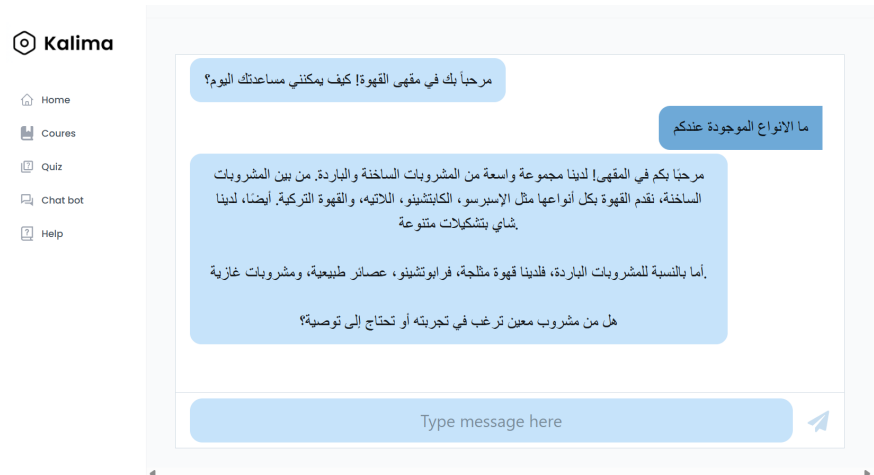 Kalima
Home
Coures
Quiz
Chat bot
Help
مرحباً بك في مقهى القهوة! كيف يمكنني مساعدتك اليوم؟
ما الانواع الموجودة عندكم
مرحبًا بكم في المقهى! لدينا مجموعة واسعة من المشروبات الساخنة والباردة. من بين المشروبات
الساخنة، نقدم القهوة بكل أنواعها مثل الإسبرسو، الكابتشينو، اللاتيه، والقهوة التركية. أيضًا، لدينا
.شاي بتشكيلات متنوعة
.أما بالنسبة للمشروبات الباردة، فلدينا قهوة مثلجة، فرابوتشينو، عصائر طبيعية، ومشروبات غازية
هل من مشروب معين ترغب في تجربته أو تحتاج إلى توصية؟
Type message here